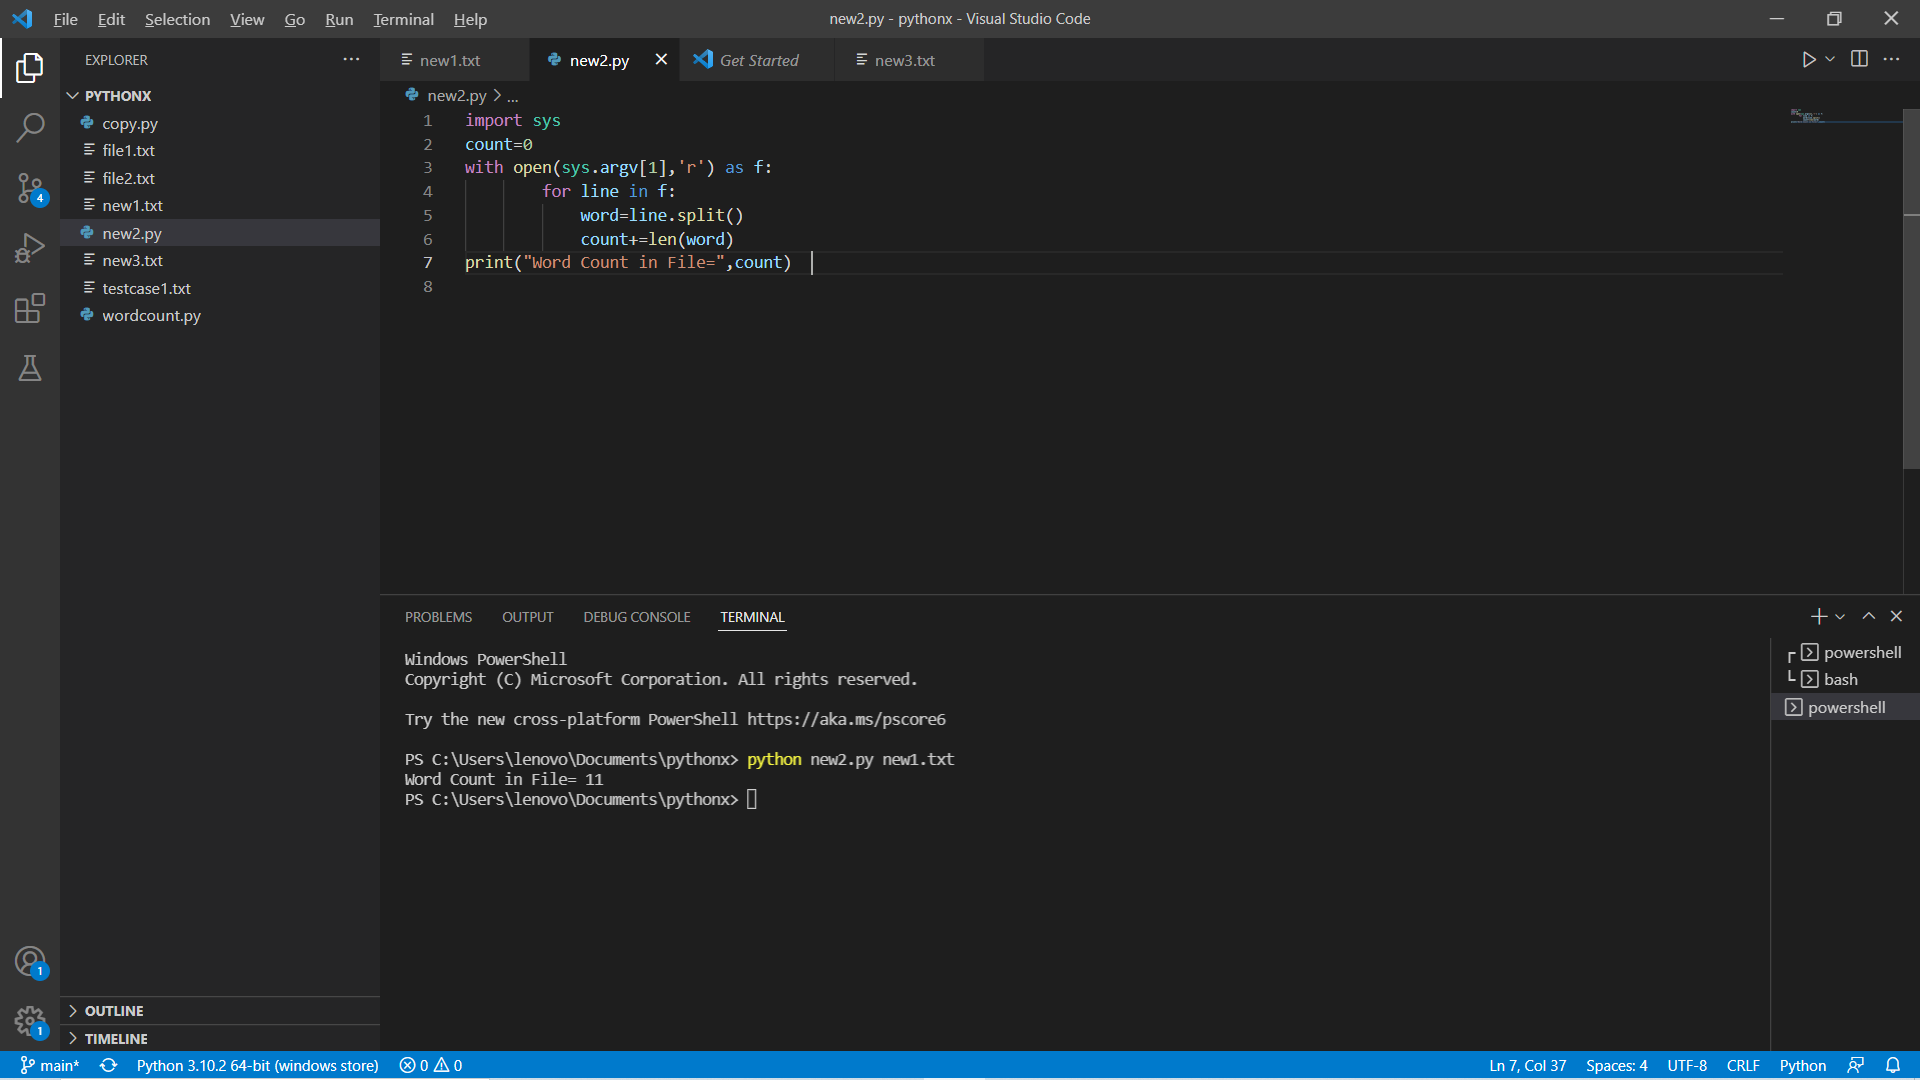 File Edit Selection View Go Run Terminal Help
new2.py - pythonx - Visual Studio Code
EXPLORER
PYTHONX
copy.py
file1.txt
file2.txt
new1.txt
new2.py
new3.txt
testcase1.txt
wordcount.py
OUTLINE
TIMELINE
4
1
1
new1.txt new2.py Get Started new3.txt
new2.py > ...
1 import sys
2 count=0
3 with open(sys.argv[1],'r') as f:
4 for line in f:
5 word=line.split()
6 count+=len(word)
7 print("Word Count in File=",count)
8
PROBLEMS OUTPUT DEBUG CONSOLE TERMINAL
Windows PowerShell
Copyright (C) Microsoft Corporation. All rights reserved.
Try the new cross-platform PowerShell https://aka.ms/pscore6
PS C:\Users\lenovo\Documents\pythonx> python new2.py new1.txt
Word Count in File= 11
PS C:\Users\lenovo\Documents\pythonx>
powershell
bash
powershell
main* Python 3.10.2 64-bit (windows store) 0 0 Ln 7, Col 37 Spaces: 4 UTF-8 CRLF Python